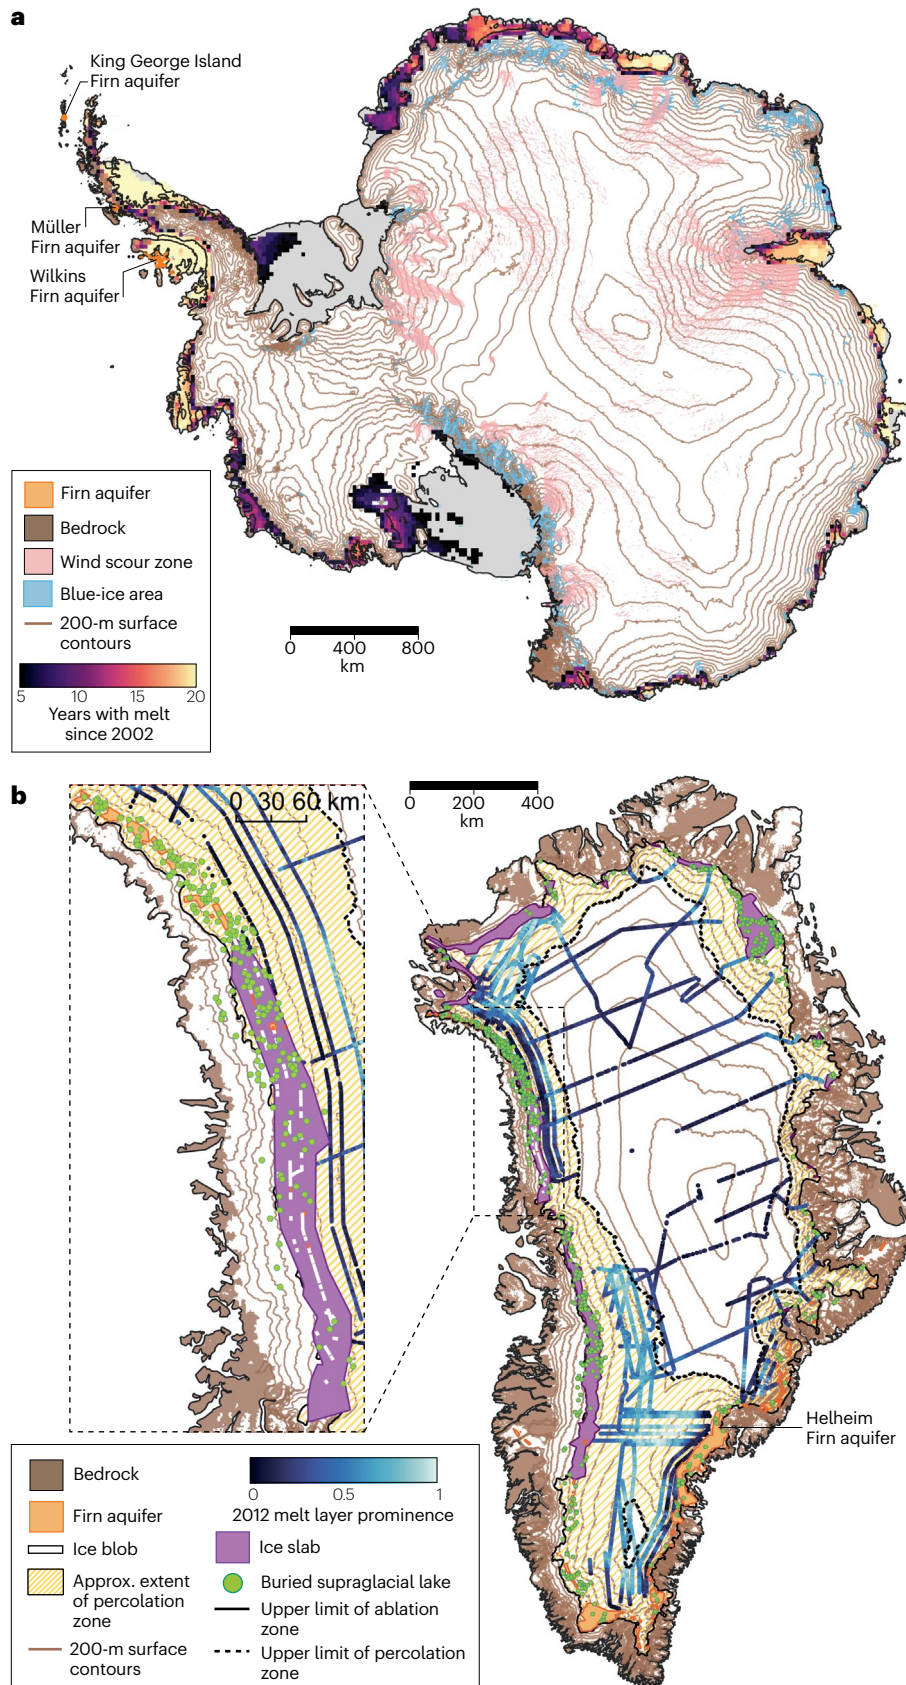 a
King George Island
Firn aquifer
Müller
Firn aquifer
Wilkins
Firn aquifer
Firn aquifer
Bedrock
Wind scour zone
Blue-ice area
200-m surface
contours
5 10 15 20
Years with melt
since 2002
0 400 800
km
b
0 30 60 km
0 200 400
km
Helheim
Firn aquifer
Bedrock
Firn aquifer
Ice blob
Approx. extent
of percolation
zone
200-m surface
contours
0 0.5 1
2012 melt layer prominence
Ice slab
Buried supraglacial lake
Upper limit of ablation
zone
Upper limit of percolation
zone